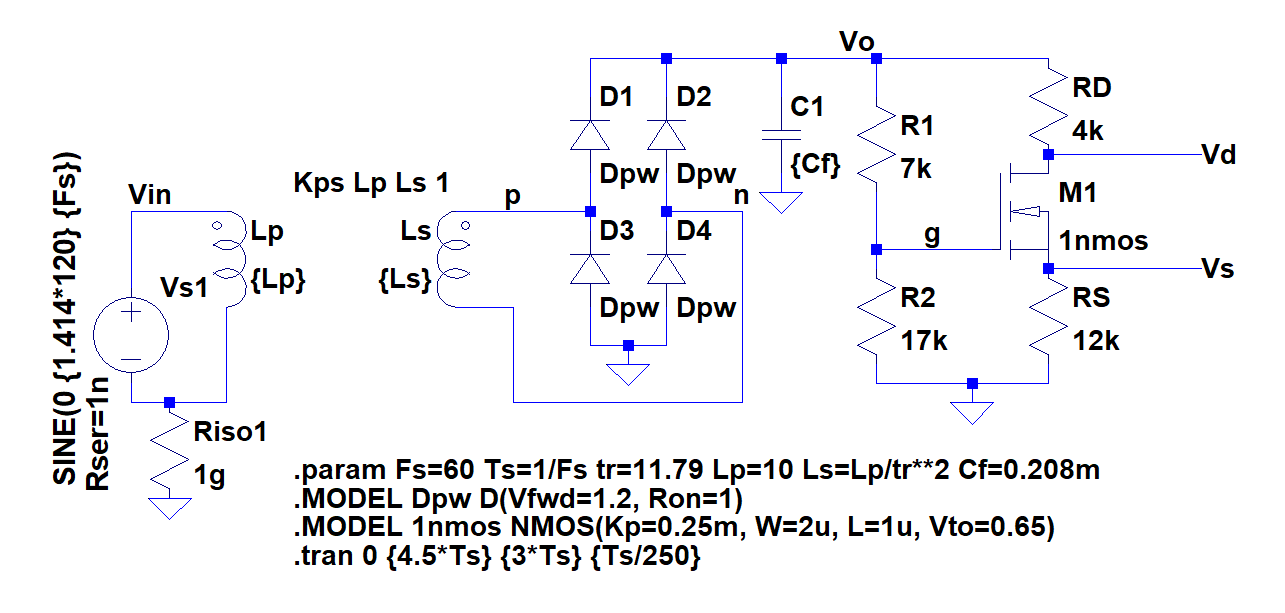 Vo
D1
D2
C1
RD
R1
4k
SINE(0 {1.414*120} {Fs})
Rser=1n
Vin
Kps Lp Ls 1
p
Dpw
Dpw
n
{Cf}
7k
Vd
M1
Lp
Ls
D3
D4
g
1nmos
Vs1
{Lp}
{Ls}
Vs
Dpw
Dpw
R2
RS
17k
12k
Riso1
1g
.param Fs=60 Ts=1/Fs tr=11.79 Lp=10 Ls=Lp/tr**2 Cf=0.208m
.MODEL Dpw D(Vfwd=1.2, Ron=1)
.MODEL 1nmos NMOS(Kp=0.25m, W=2u, L=1u, Vto=0.65)
.tran 0 {4.5*Ts} {3*Ts} {Ts/250}